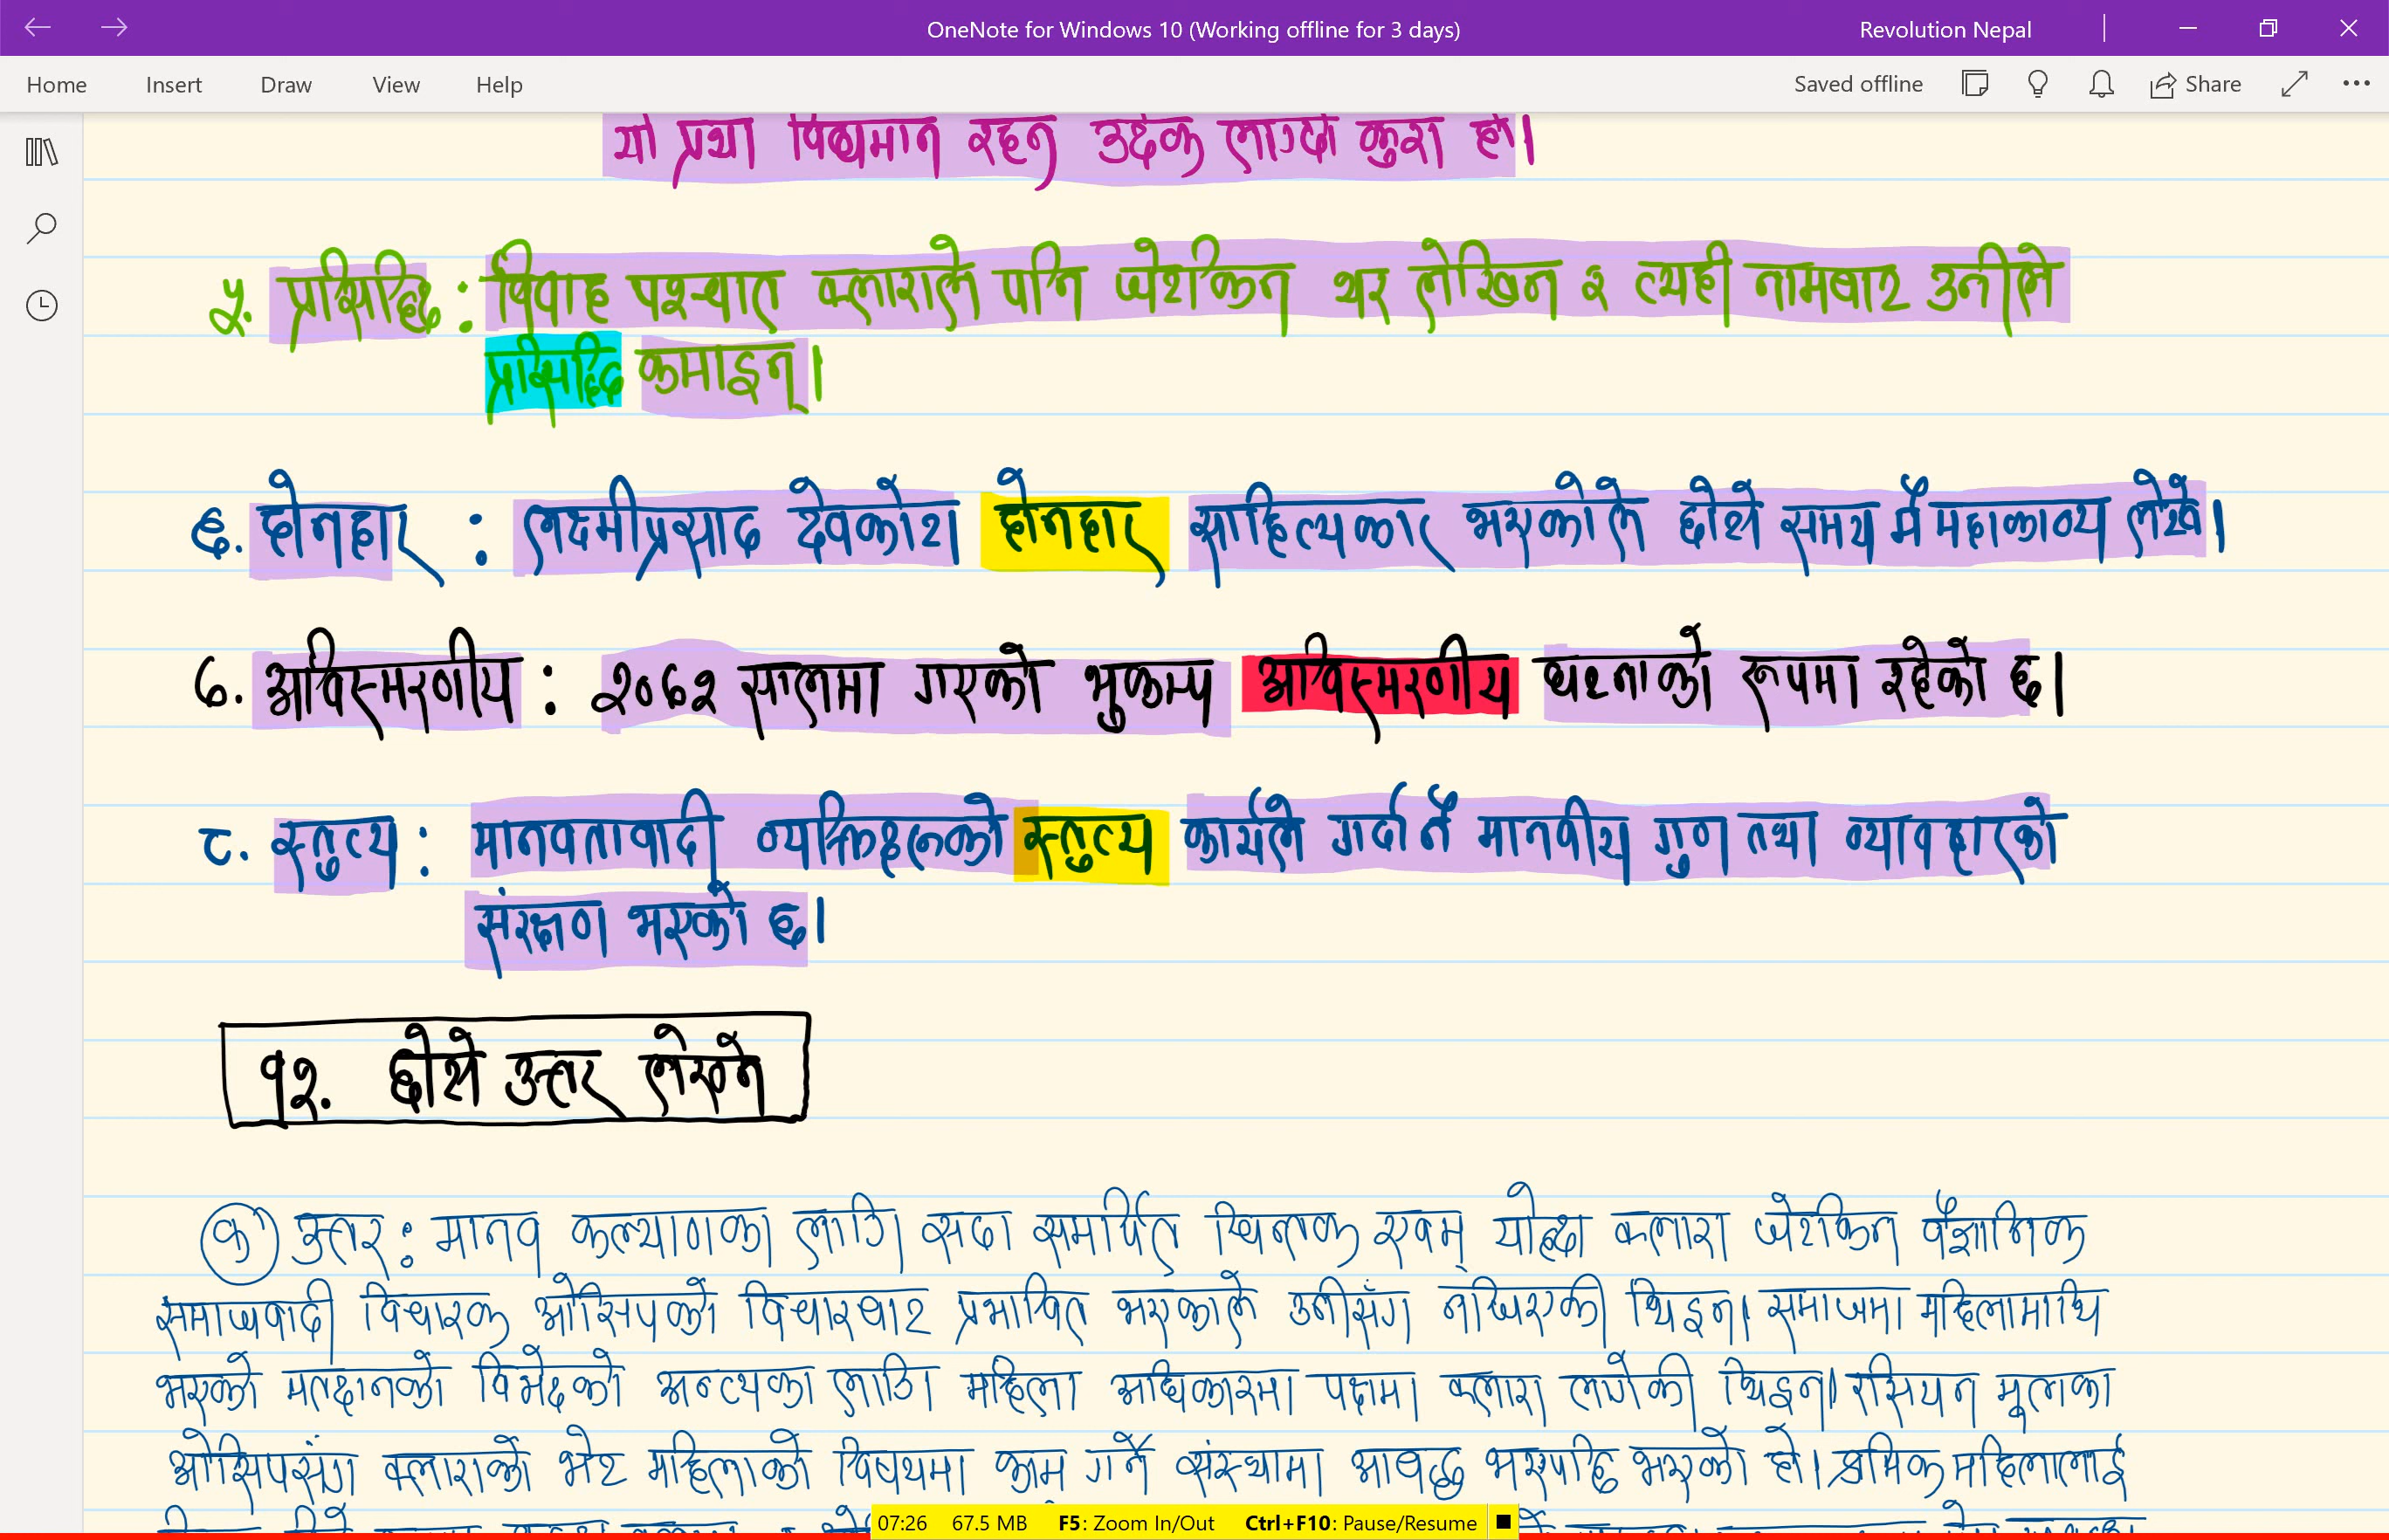 OneNote for Windows 10 (Working offline for 3 days) Revolution Nepal
Home Insert Draw View Help Saved offline Share
यो प्रथा विद्यमान रहनु उदेक लाग्दो कुरा हो।
५. प्रसिद्धि : विवाह पश्चात क्लाराले पनि जेटकिन थर लेखिन र त्यही नामबाट उनीले
प्रसिद्धि कमाइन्।
६. होनहार : लक्ष्मीप्रसाद देवकोटा होनहार साहित्यकार भएकोले छोटो समय मै महाकाव्य लेखे।
७. अविस्मरणीय : २०७२ सालमा गएको भुकम्प अविस्मरणीय घटनाको रूपमा रहेको छ।
८. स्तुत्य : मानवतावादी व्यक्तिहरूको स्तुत्य कार्यले गर्दा नै मानवीय गुण तथा व्यावहारको
संरक्षण भएको छ।
१२. छोटो उत्तर लेख्ने
क उत्तर : मानव कल्याणका लागि सदा समर्पित चिन्तक एवम् योद्धा क्लारा जेटकिन वैज्ञानिक
समाजवादी विचारक ओसिपको विचारबाट प्रभावित भएकाले उनीसँग नजिएकी थिइन। समाजमा महिलामाथि
भएको मतदानको विभेदको अन्त्यका लागि महिला अधिकारमा पक्षमा क्लारा लागेकी थिइन। रसियन मूलका
ओसिपसंग क्लाराको भेट महिलाको विषयमा काम गर्ने संस्थामा आबद्ध भएपछि भएको हो। श्रमिक महिलालाई
07:26 67.5 MB F5: Zoom In/Out Ctrl+F10: Pause/Resume